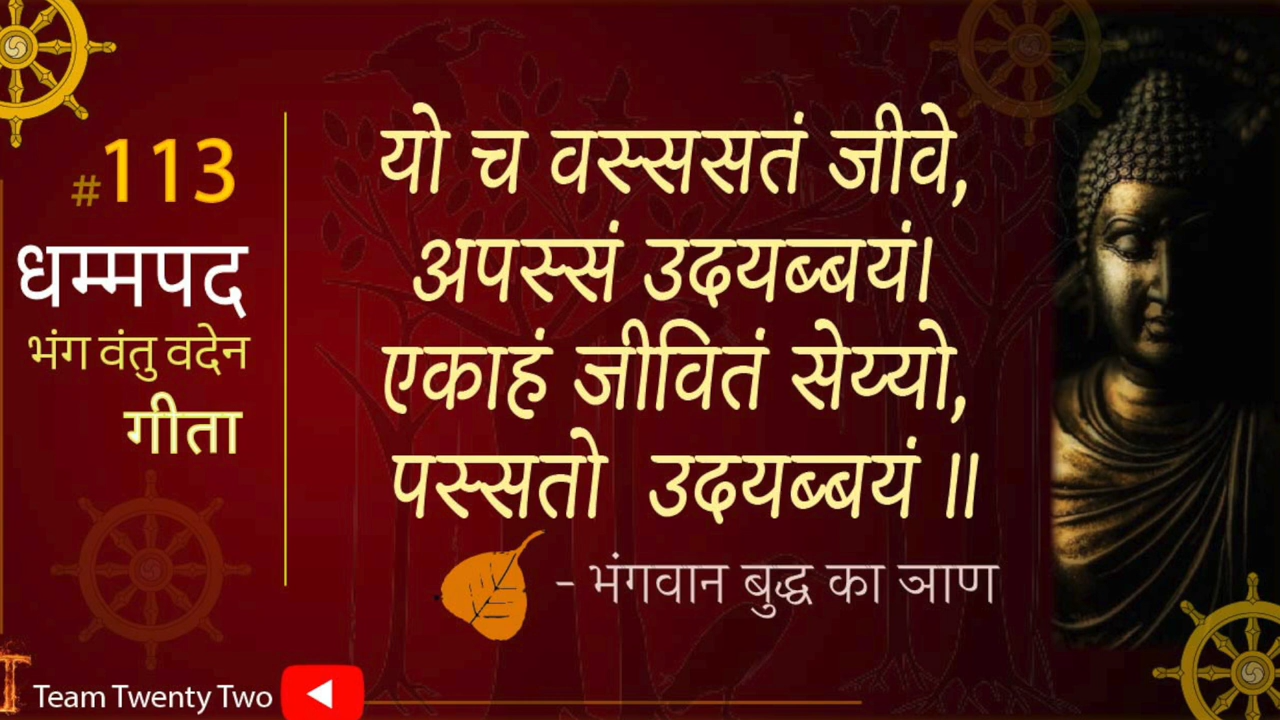 #113
धम्मपद
भंग वंतु वदेन
गीता
यो च वस्ससतं जीवे,
अपस्सं उदयब्बयं।
एकाहं जीवितं सेय्यो,
पस्सतो उदयब्बयं ॥
- भंगवान बुद्ध का ञाण
T
Team Twenty Two